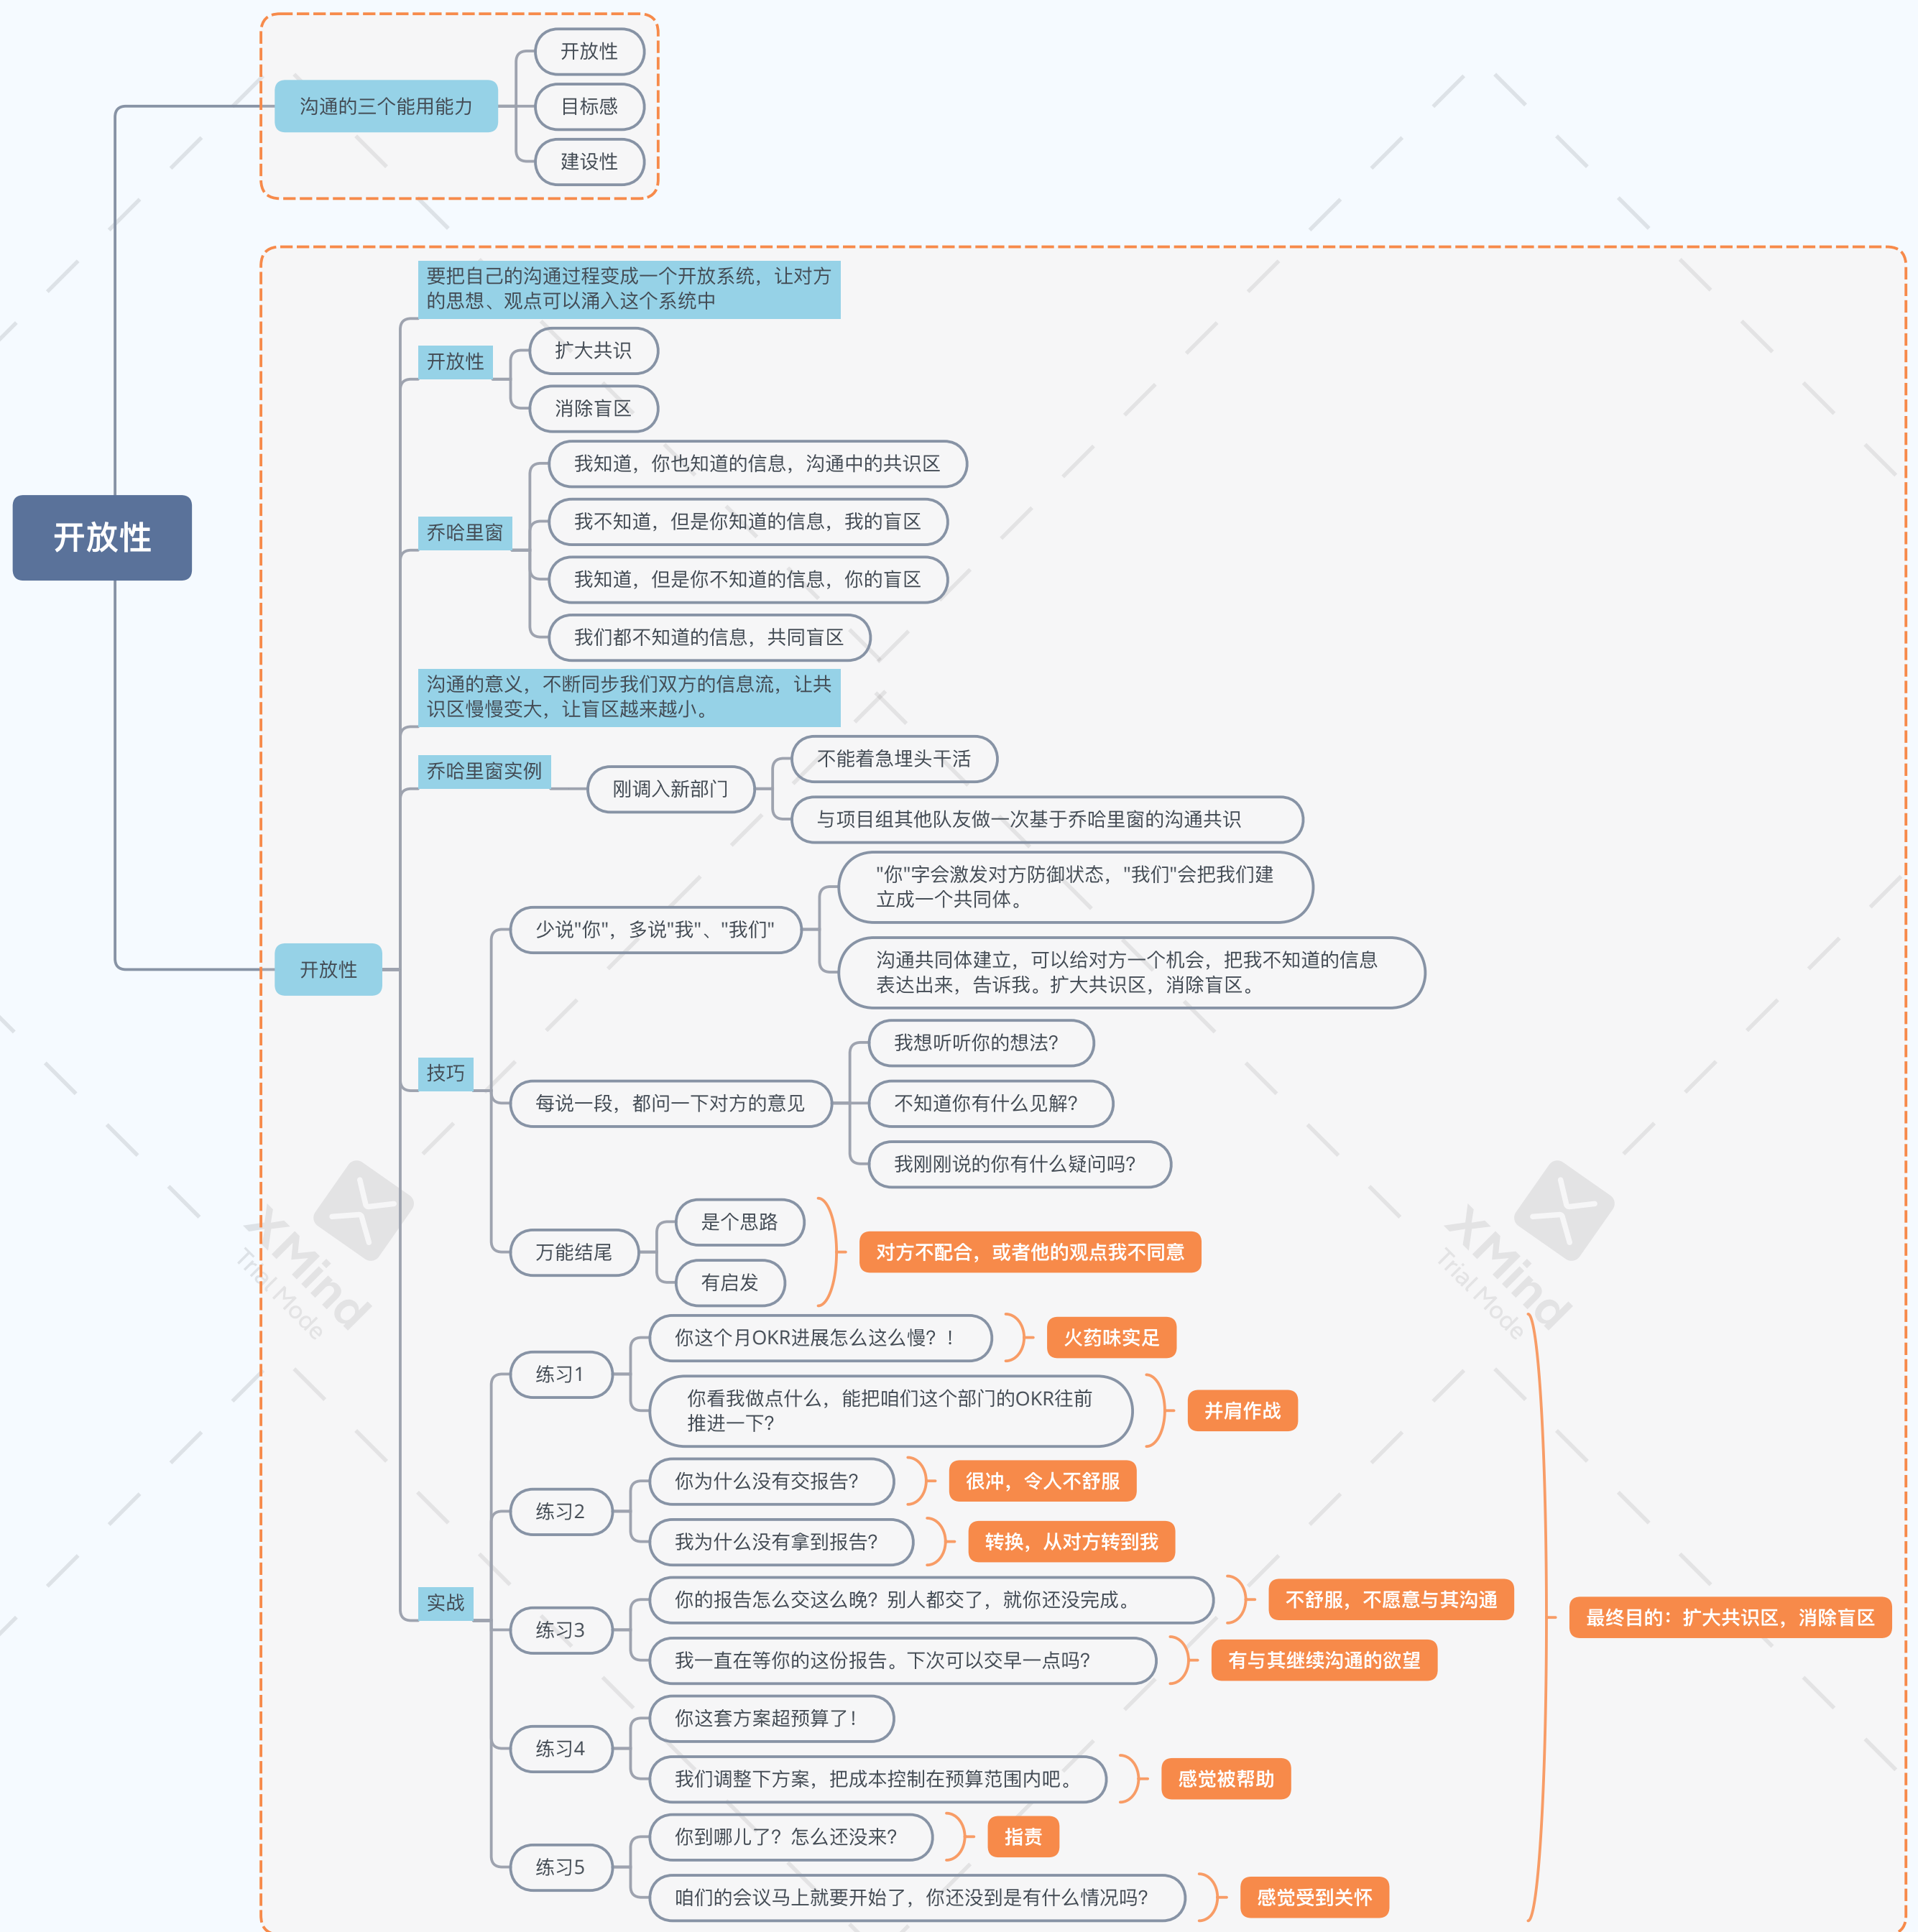 沟通的三个能用能力
开放性
目标感
建设性
开放性
开放性
要把自己的沟通过程变成一个开放系统，让对方
的思想、观点可以涌入这个系统中
开放性
扩大共识
消除盲区
乔哈里窗
我知道，你也知道的信息，沟通中的共识区
我不知道，但是你知道的信息，我的盲区
我知道，但是你不知道的信息，你的盲区
我们都不知道的信息，共同盲区
沟通的意义，不断同步我们双方的信息流，让共
识区慢慢变大，让盲区越来越小。
乔哈里窗实例
刚调入新部门
不能着急埋头干活
与项目组其他队友做一次基于乔哈里窗的沟通共识
技巧
少说"你"，多说"我"、"我们"
"你"字会激发对方防御状态，"我们"会把我们建
立成一个共同体。
沟通共同体建立，可以给对方一个机会，把我不知道的信息
表达出来，告诉我。扩大共识区，消除盲区。
每说一段，都问一下对方的意见
我想听听你的想法？
不知道你有什么见解？
我刚刚说的你有什么疑问吗？
万能结尾
是个思路
有启发
对方不配合，或者他的观点我不同意
实战
练习1
你这个月OKR进展怎么这么慢？！
火药味实足
你看我做点什么，能把咱们这个部门的OKR往前
推进一下？
并肩作战
练习2
你为什么没有交报告？
很冲，令人不舒服
我为什么没有拿到报告？
转换，从对方转到我
练习3
你的报告怎么交这么晚？别人都交了，就你还没完成。
不舒服，不愿意与其沟通
我一直在等你的这份报告。下次可以交早一点吗？
有与其继续沟通的欲望
练习4
你这套方案超预算了！
我们调整下方案，把成本控制在预算范围内吧。
感觉被帮助
练习5
你到哪儿了？怎么还没来？
指责
咱们的会议马上就要开始了，你还没到是有什么情况吗？
感觉受到关怀
最终目的：扩大共识区，消除盲区
XMind
Trial Mode
XMind
Trial Mode